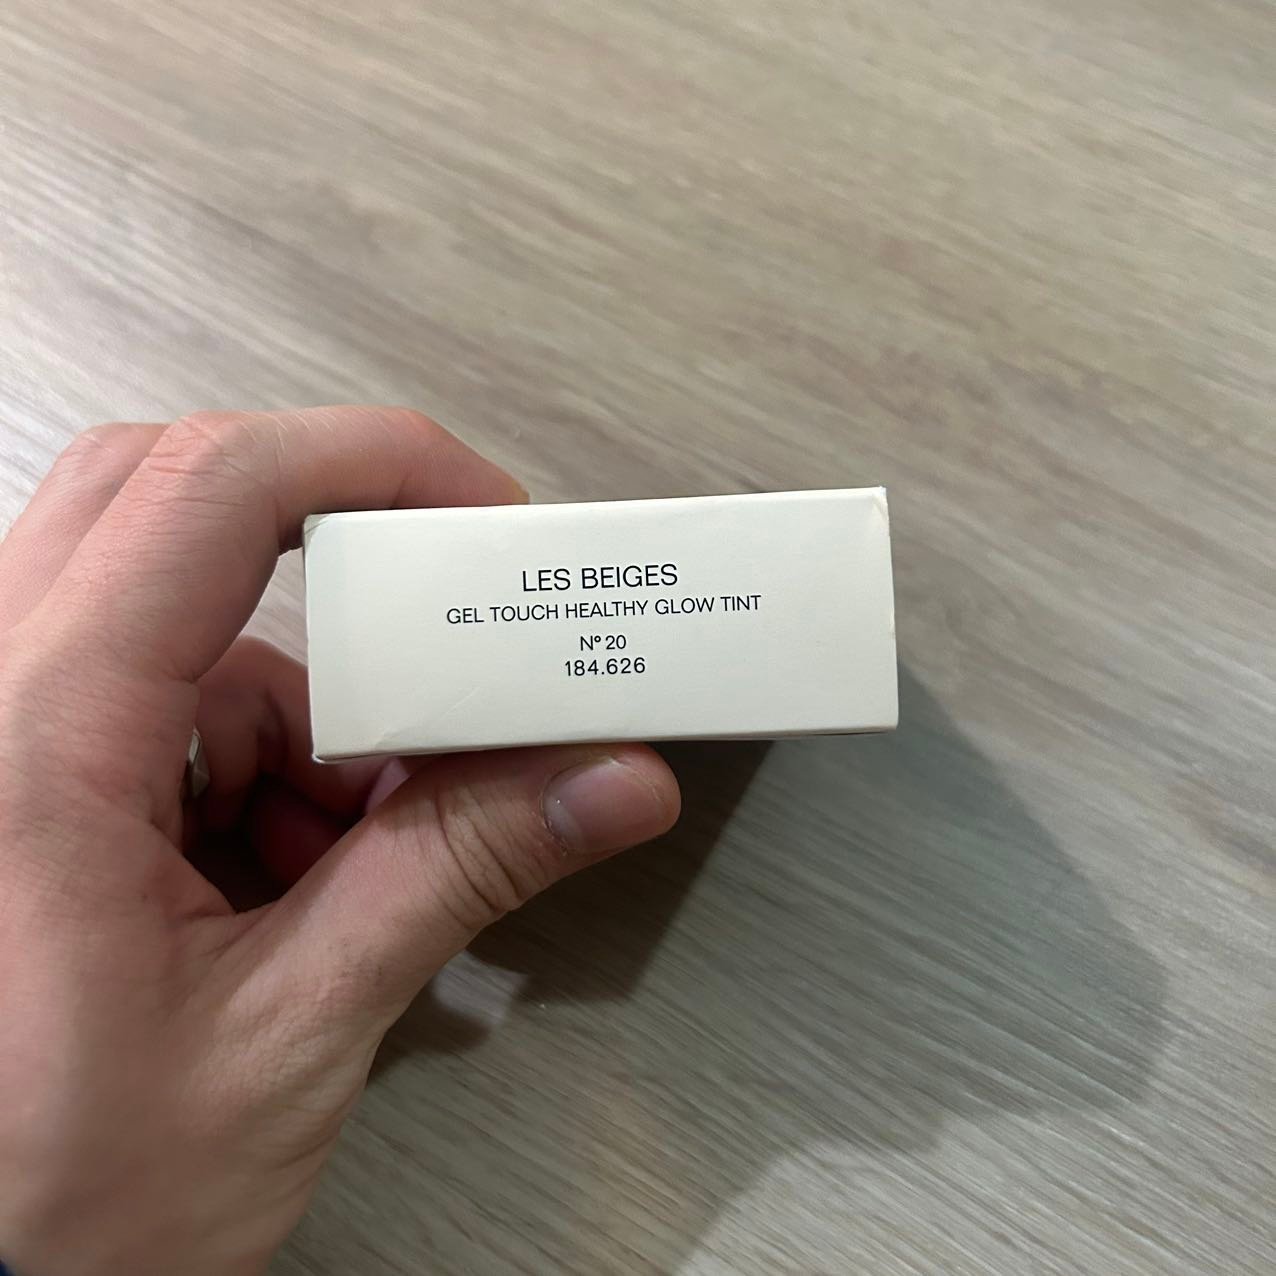 LES BEIGES
GEL TOUCH HEALTHY GLOW TINT
N° 20
184.626